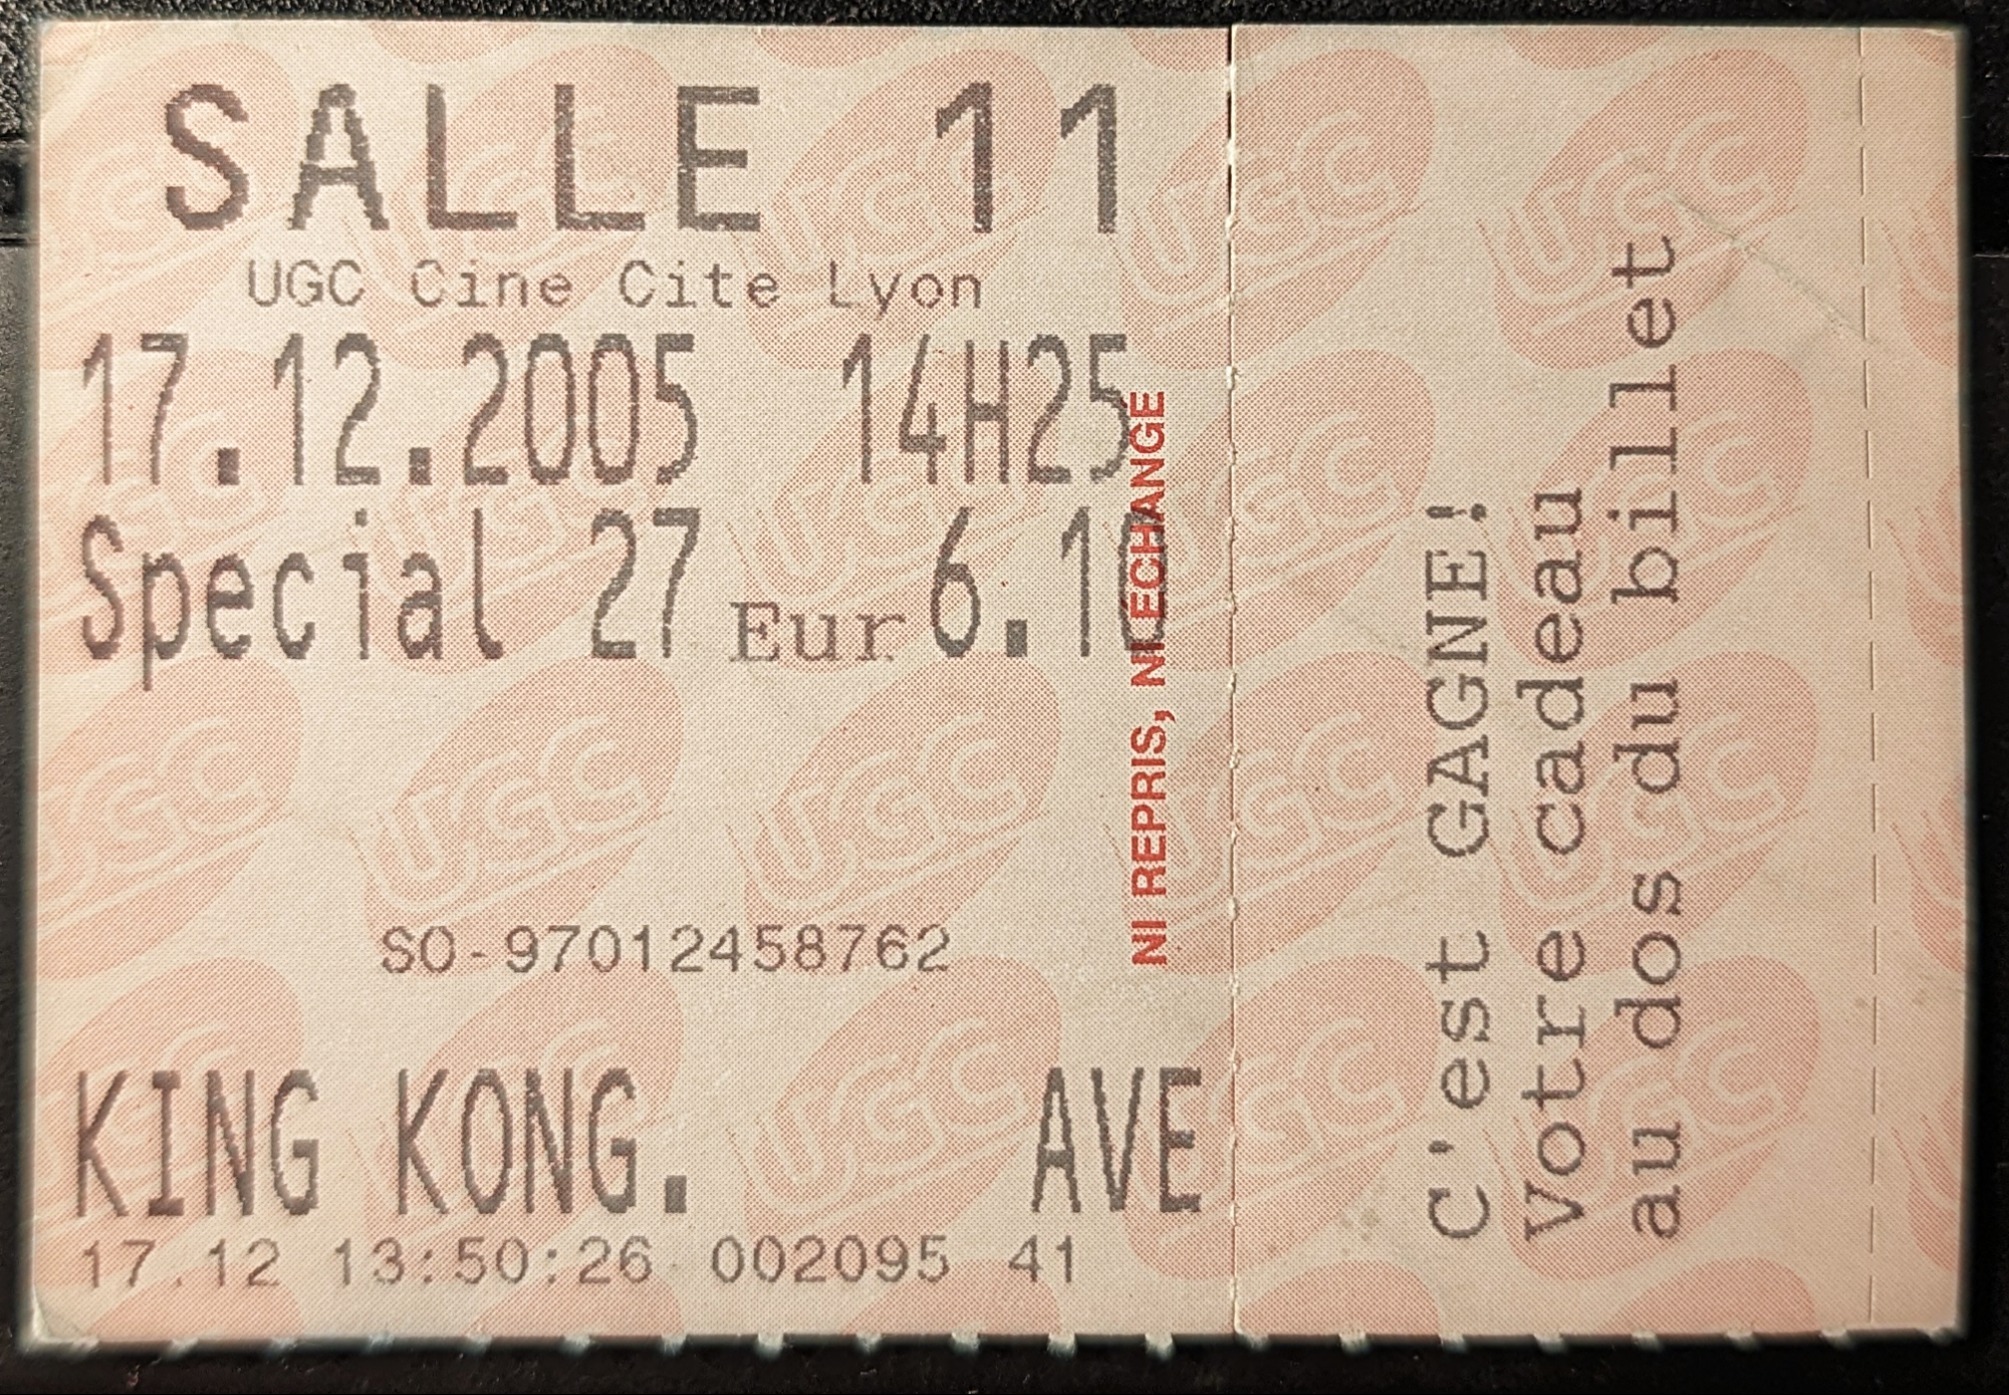 SALLE 11
UGC Cine Cite Lyon
17.12.2005 14H25
Special 27 Eur 6.10
NI REPRIS, NI ECHANGE
SO-97012458762
KING KONG. AVE
17.12 13:50:26 002095 41
C'est GAGNE!
Votre cadeau
au dos du billet